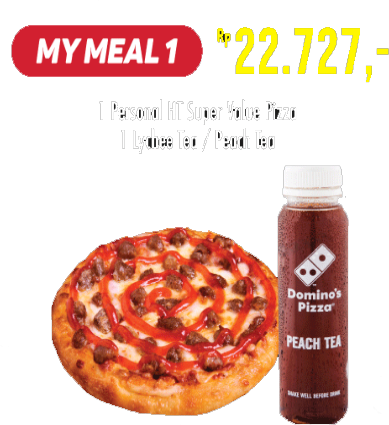 MY MEAL 1
Rp 22.727,-
1 Personal HT Super Value Pizza
1 Lychee Tea / Peach Tea
Domino's
Pizza
PEACH TEA
SHAKE WELL BEFORE DRINK